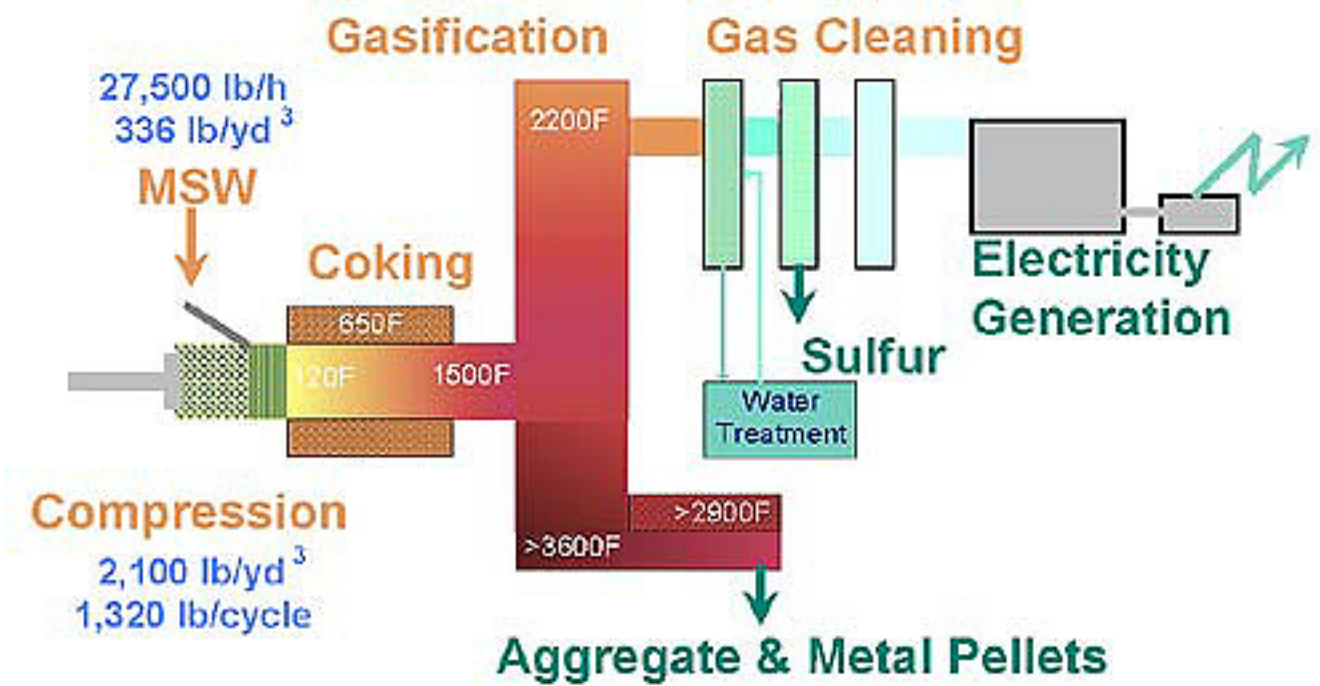 Gasification
Gas Cleaning
27,500 lb/h
336 lb/yd³
MSW
2200F
Coking
650F
120F
1500F
Electricity
Generation
Sulfur
Water
Treatment
Compression
2,100 lb/yd³
1,320 lb/cycle
>2900F
>3600F
Aggregate & Metal Pellets